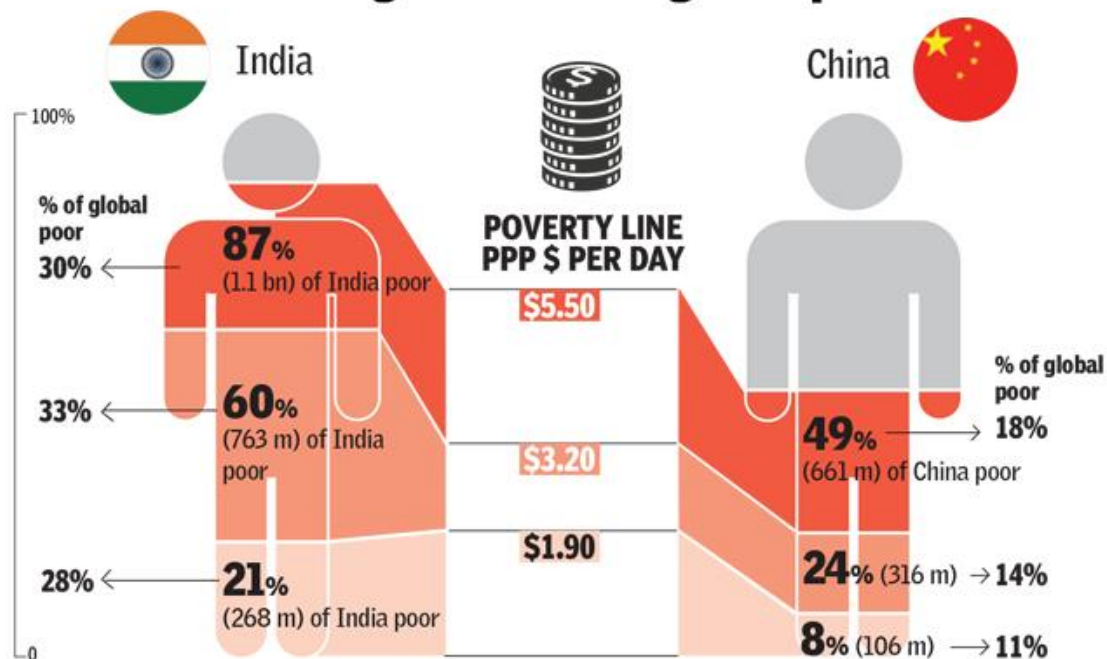 India
China
100%
% of global
poor
30%
87%
(1.1 bn) of India poor
33%
60%
(763 m) of India
poor
28%
21%
(268 m) of India poor
0
$
POVERTY LINE
PPP $ PER DAY
$5.50
$3.20
$1.90
% of global
poor
49%
18%
(661 m) of China poor
24% (316 m)
14%
8% (106 m)
11%